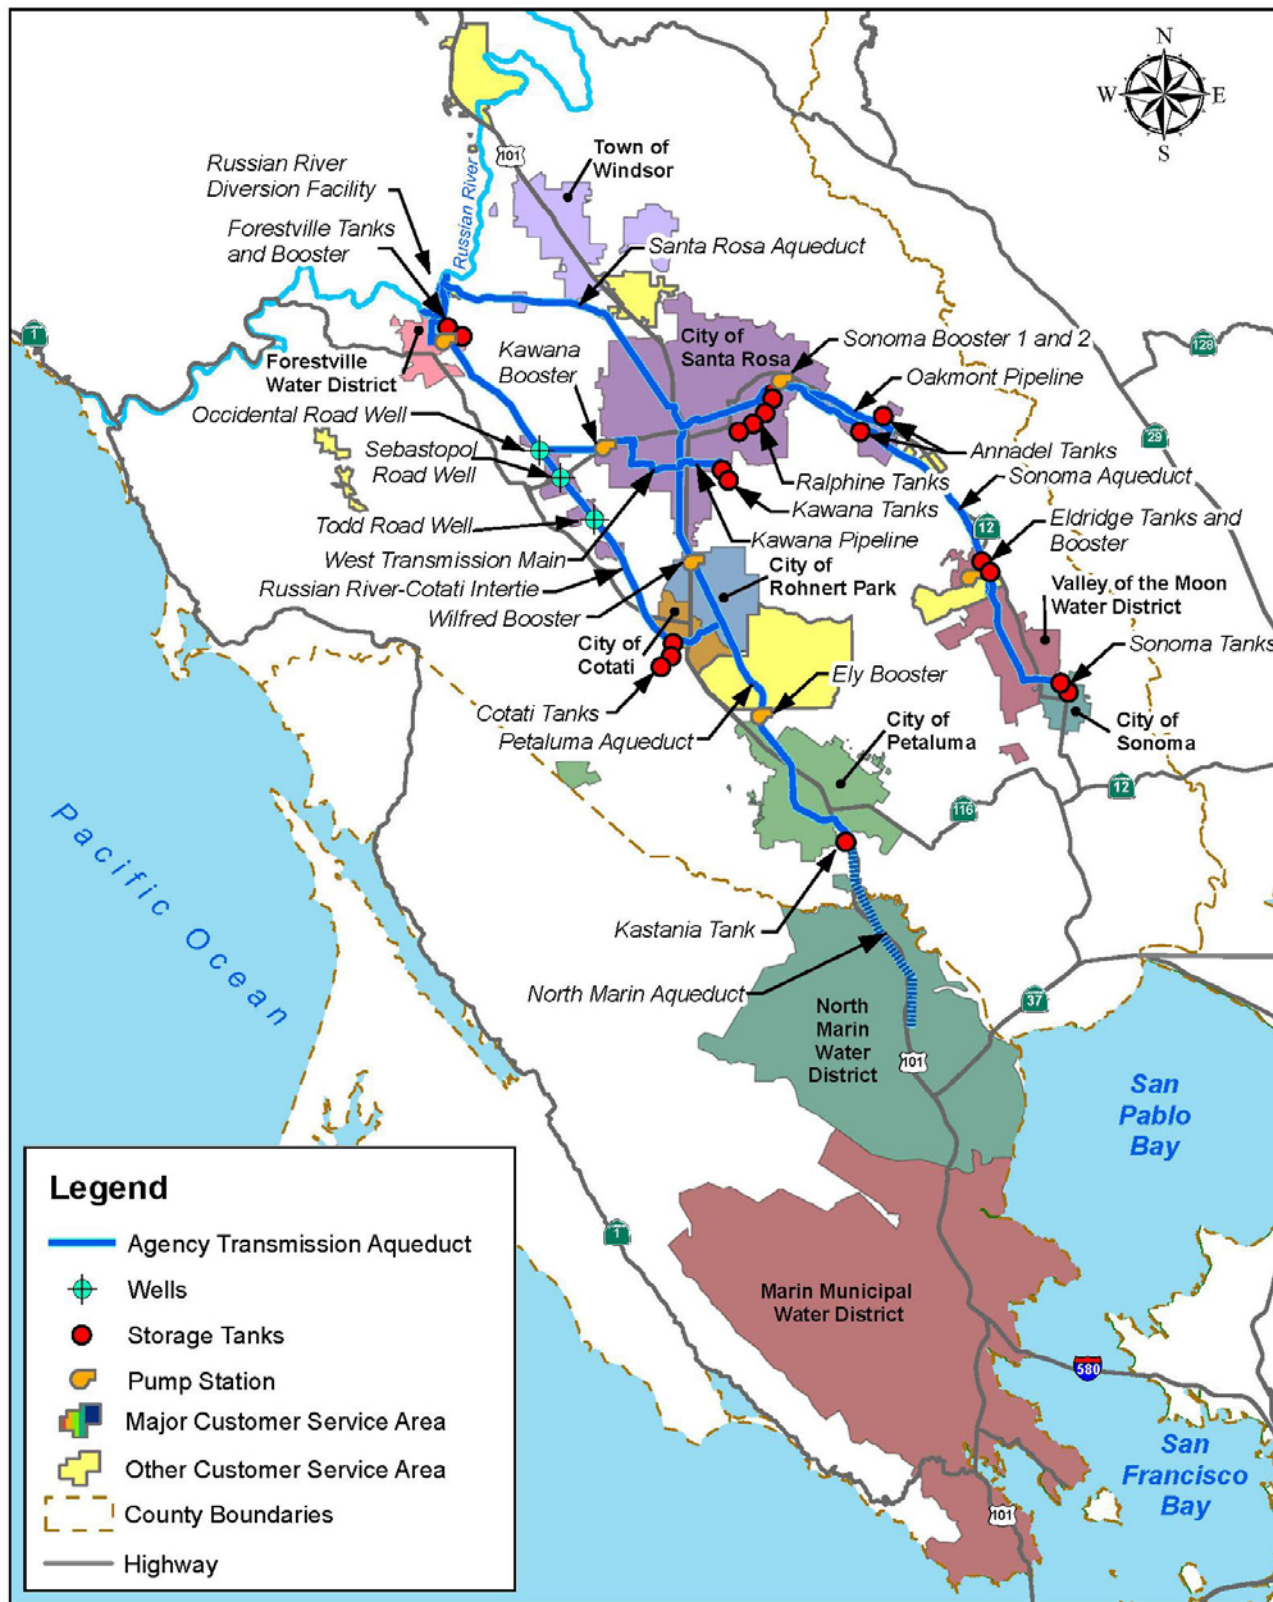 N
W
E
S
101
Town of
Windsor
Russian River
Diversion Facility
Russian River
Forestville Tanks
and Booster
Santa Rosa Aqueduct
1
City of
Santa Rosa
Sonoma Booster 1 and 2
128
Kawana
Booster
Forestville
Water District
Oakmont Pipeline
Occidental Road Well
29
Sebastopol
Road Well
Annadel Tanks
Ralphine Tanks
Sonoma Aqueduct
Kawana Tanks
Todd Road Well
12
Eldridge Tanks and
Booster
West Transmission Main
Kawana Pipeline
Russian River-Cotati Intertie
City of
Rohnert Park
Valley of the Moon
Water District
Wilfred Booster
City of
Cotati
Sonoma Tanks
Ely Booster
Cotati Tanks
City of
Petaluma
City of
Sonoma
Petaluma Aqueduct
12
116
Pacific Ocean
Kastania Tank
North Marin Aqueduct
37
North
Marin
Water
District
101
San
Pablo
Bay
1
Marin Municipal
Water District
580
San
Francisco
Bay
101
Legend
Agency Transmission Aqueduct
Wells
Storage Tanks
Pump Station
Major Customer Service Area
Other Customer Service Area
County Boundaries
Highway